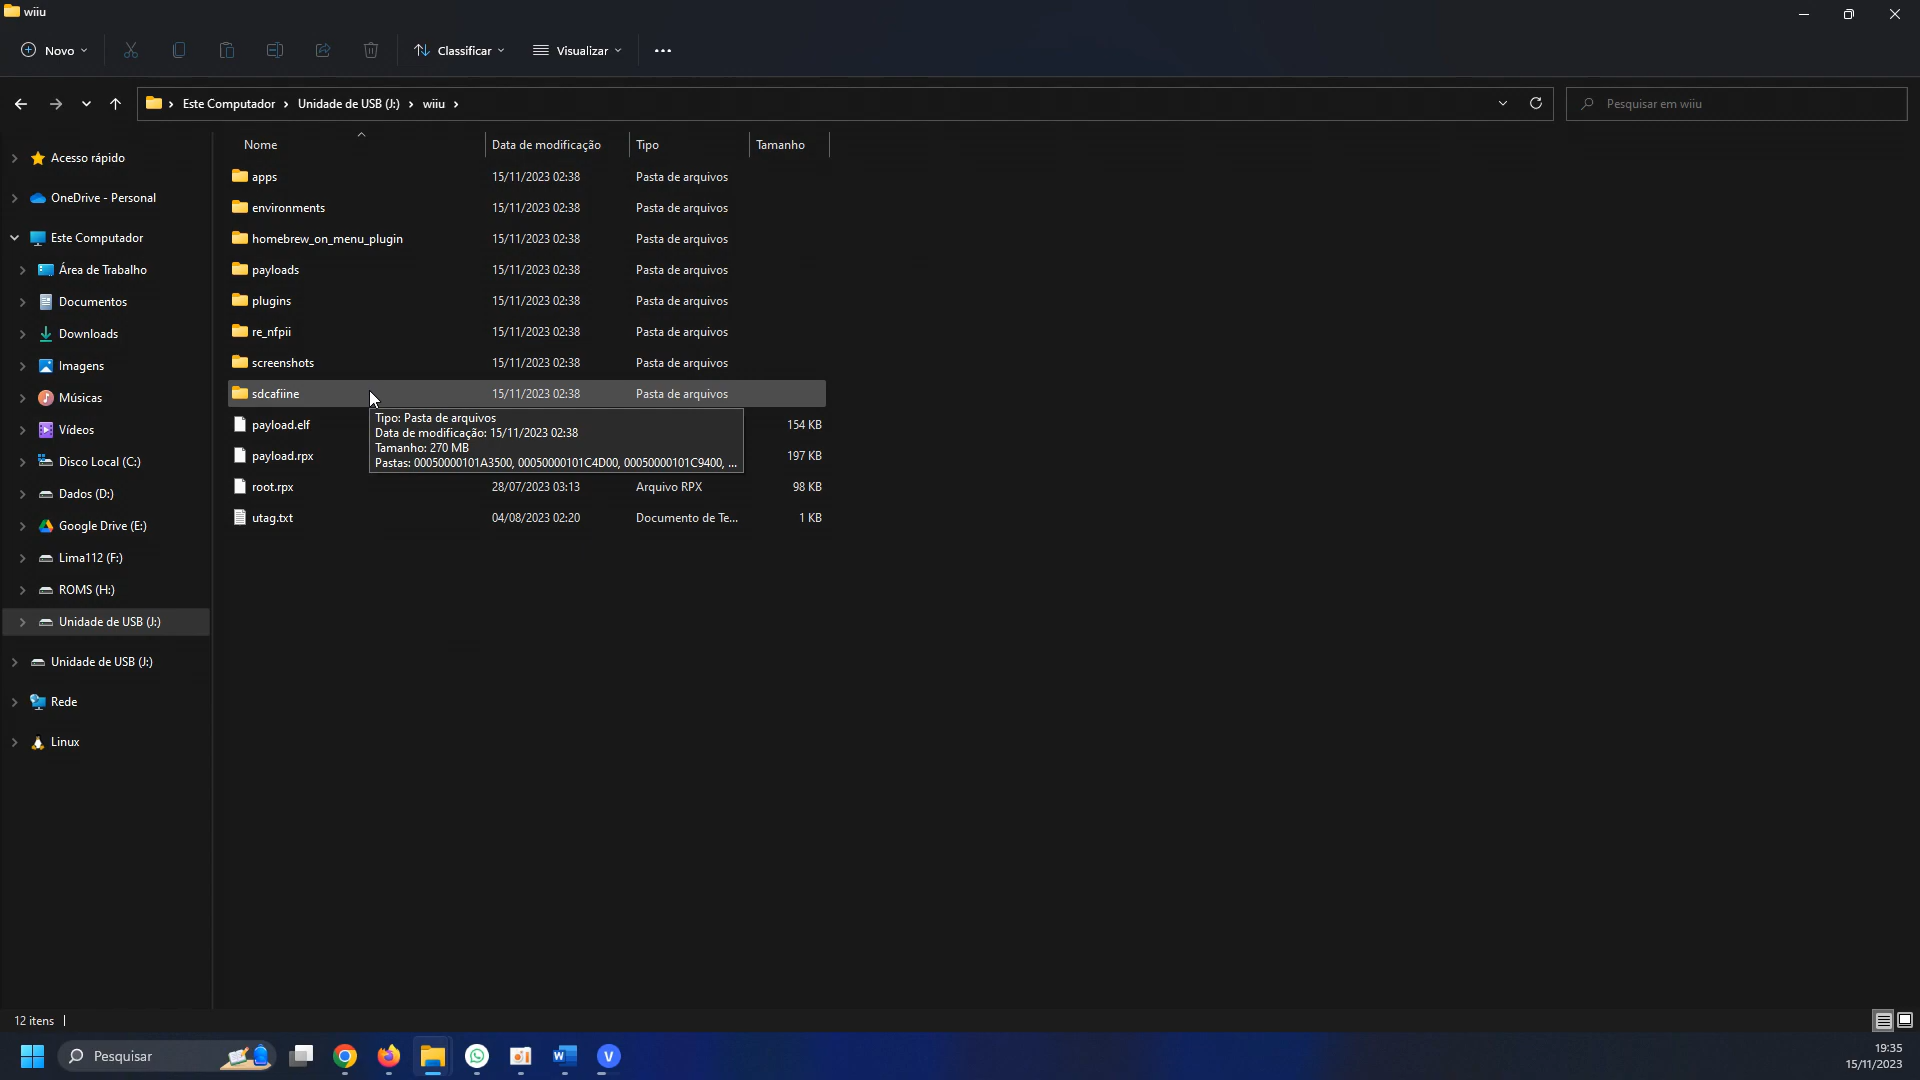 wiiu
Novo
Classificar
Visualizar
Este Computador
Unidade de USB (J:)
wiiu
Pesquisar em wiiu
Nome
Data de modificação
Tipo
Tamanho
apps 15/11/2023 02:38 Pasta de arquivos
environments 15/11/2023 02:38 Pasta de arquivos
homebrew_on_menu_plugin 15/11/2023 02:38 Pasta de arquivos
payloads 15/11/2023 02:38 Pasta de arquivos
plugins 15/11/2023 02:38 Pasta de arquivos
re_nfpii 15/11/2023 02:38 Pasta de arquivos
screenshots 15/11/2023 02:38 Pasta de arquivos
sdcafiine 15/11/2023 02:38 Pasta de arquivos
payload.elf 154 KB
payload.rpx 197 KB
root.rpx 28/07/2023 03:13 Arquivo RPX 98 KB
utag.txt 04/08/2023 02:20 Documento de Te... 1 KB
Tipo: Pasta de arquivos
Data de modificação: 15/11/2023 02:38
Tamanho: 270 MB
Pastas: 00050000101A3500, 00050000101C4D00, 00050000101C9400, ...
Acesso rápido
OneDrive - Personal
Este Computador
Área de Trabalho
Documentos
Downloads
Imagens
Músicas
Vídeos
Disco Local (C:)
Dados (D:)
Google Drive (E:)
Lima112 (F:)
ROMS (H:)
Unidade de USB (J:)
Unidade de USB (J:)
Rede
Linux
12 itens
Pesquisar
19:35
15/11/2023